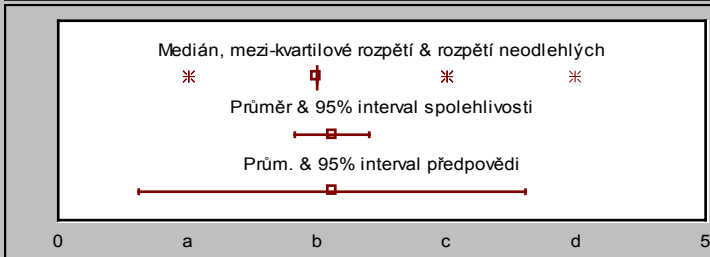 Medián, mezi-kvartilové rozpětí & rozpětí neodlehlých
Průměr & 95% interval spolehlivosti
Prům. & 95% interval předpovědi
0 a b c d 5